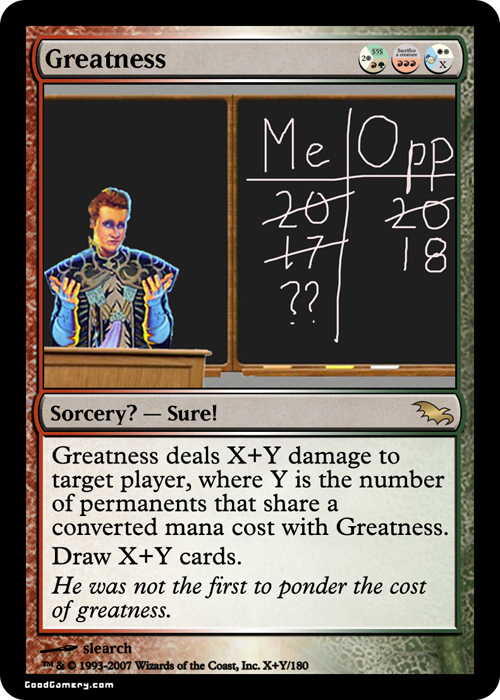 Greatness
2
$$$
Sacrifice
a creature
X
Me Opp
20 20
17 18
??
Sorcery? — Sure!
Greatness deals X+Y damage to
target player, where Y is the number
of permanents that share a
converted mana cost with Greatness.
Draw X+Y cards.
He was not the first to ponder the cost
of greatness.
slearch
™ & © 1993-2007 Wizards of the Coast, Inc. X+Y/180
GoodGamery.com